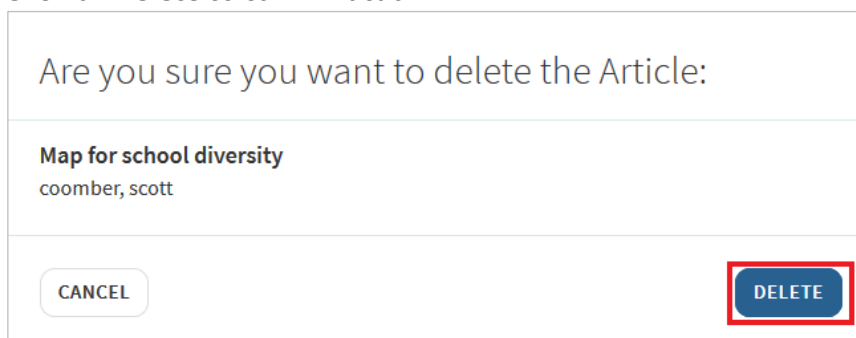 Are you sure you want to delete the Article:
Map for school diversity
coomber, scott
CANCEL
DELETE